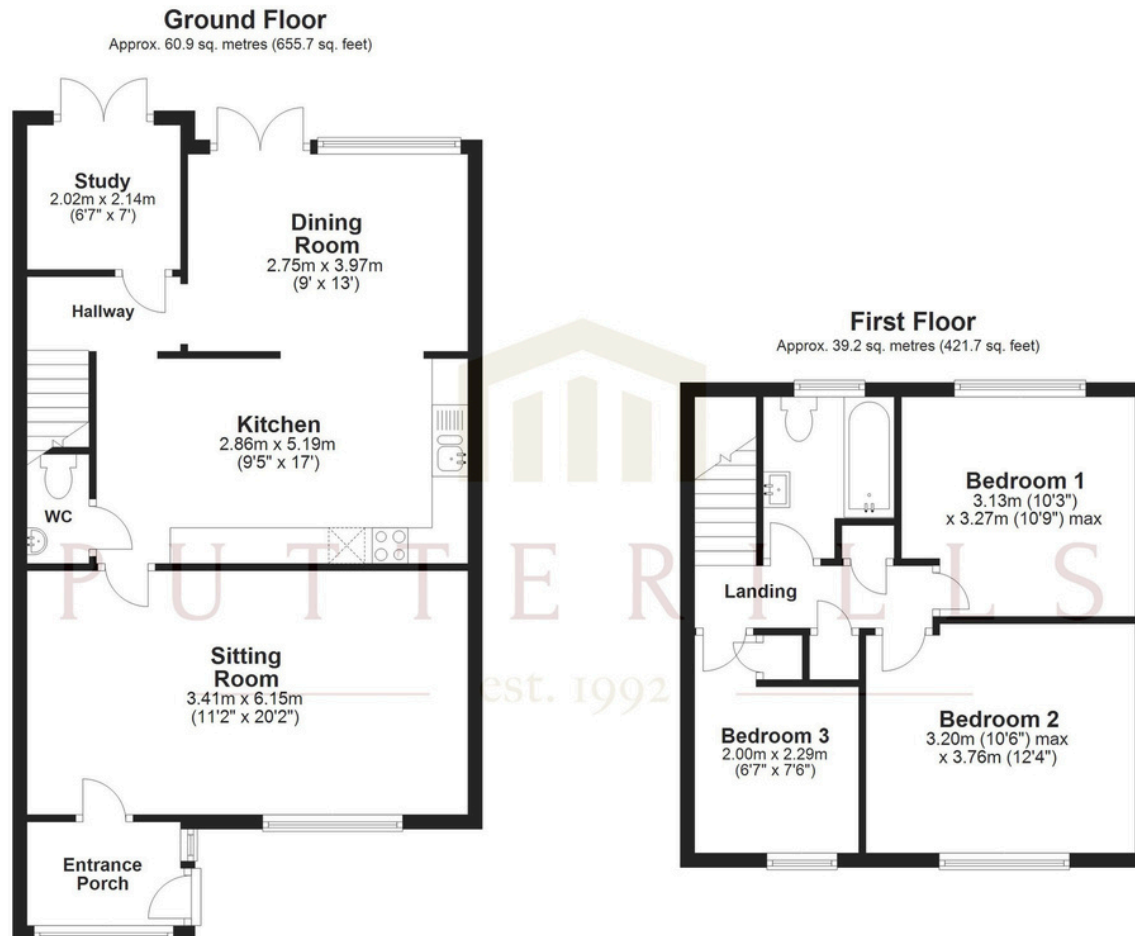 Ground Floor
Approx. 60.9 sq. metres (655.7 sq. feet)
Study
2.02m x 2.14m
(6'7" x 7')
Dining
Room
2.75m x 3.97m
(9' x 13')
Hallway
Kitchen
2.86m x 5.19m
(9'5" x 17')
WC
Sitting
Room
3.41m x 6.15m
(11'2" x 20'2")
Entrance
Porch
First Floor
Approx. 39.2 sq. metres (421.7 sq. feet)
Bedroom 1
3.13m (10'3")
x 3.27m (10'9") max
Landing
Bedroom 3
2.00m x 2.29m
(6'7" x 7'6")
Bedroom 2
3.20m (10'6") max
x 3.76m (12'4")
PUTTERILLS
est. 1992